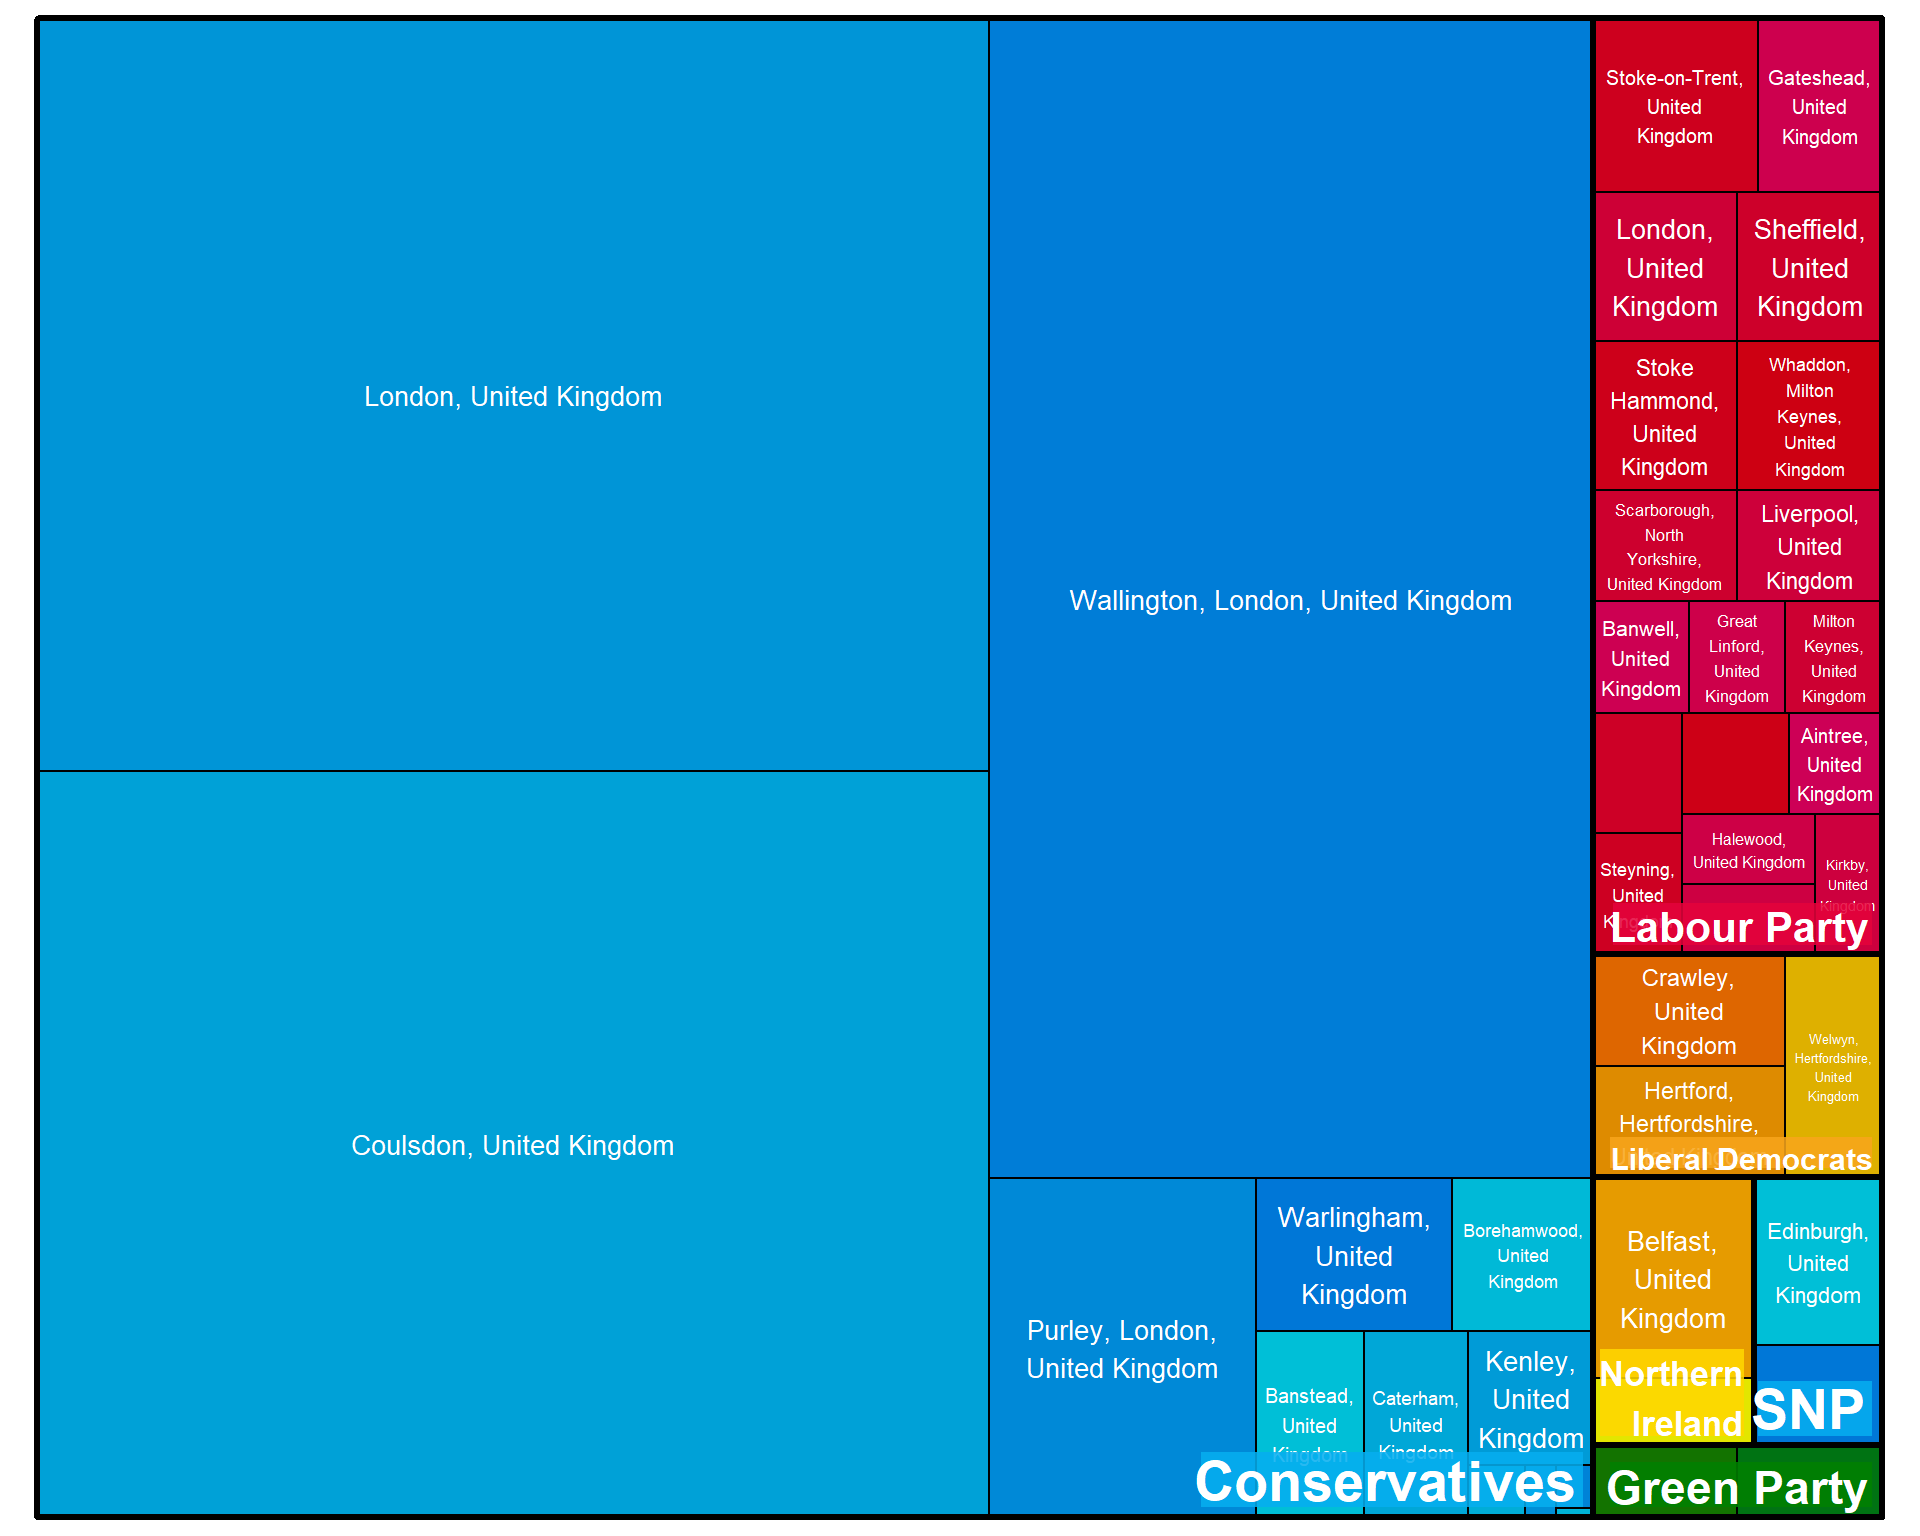 London, United Kingdom
Coulsdon, United Kingdom
Wallington, London, United Kingdom
Purley, London,
United Kingdom
Warlingham,
United
Kingdom
Borehamwood,
United
Kingdom
Banstead,
United
Kingdom
Caterham,
United
Kingdom
Kenley,
United
Kingdom
Conservatives
Stoke-on-Trent,
United
Kingdom
Gateshead,
United
Kingdom
London,
United
Kingdom
Sheffield,
United
Kingdom
Stoke
Hammond,
United
Kingdom
Whaddon,
Milton
Keynes,
United
Kingdom
Scarborough,
North
Yorkshire,
United Kingdom
Liverpool,
United
Kingdom
Banwell,
United
Kingdom
Great
Linford,
United
Kingdom
Milton
Keynes,
United
Kingdom
Aintree,
United
Kingdom
Halewood,
United Kingdom
Steyning,
United
Kirkby,
United
Kingdom
Labour Party
Crawley,
United
Kingdom
Hertford,
Hertfordshire,
Welwyn,
Hertfordshire,
United
Kingdom
Liberal Democrats
Belfast,
United
Kingdom
Northern
Ireland
Edinburgh,
United
Kingdom
SNP
Green Party